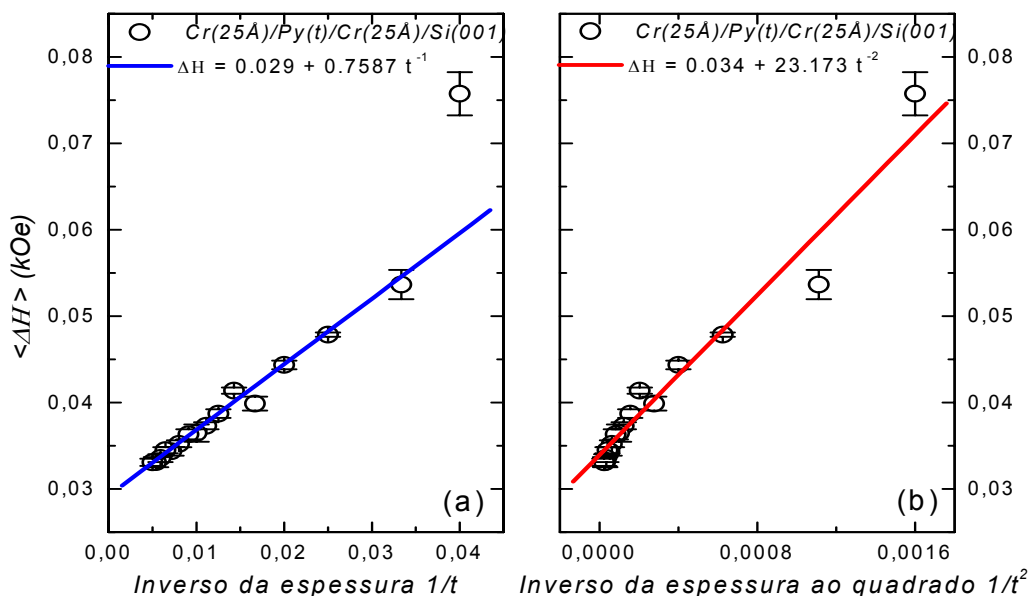 Cr(25Å)/Py(t)/Cr(25Å)/Si(001)
ΔH = 0.029 + 0.7587 t⁻¹
Cr(25Å)/Py(t)/Cr(25Å)/Si(001)
ΔH = 0.034 + 23.173 t⁻²
0,08
0,07
0,06
0,05
0,04
0,03
<ΔH> (kOe)
(a)
(b)
0,08
0,07
0,06
0,05
0,04
0,03
0,00 0,01 0,02 0,03 0,04
0,0000 0,0008 0,0016
Inverso da espessura 1/t
Inverso da espessura ao quadrado 1/t²